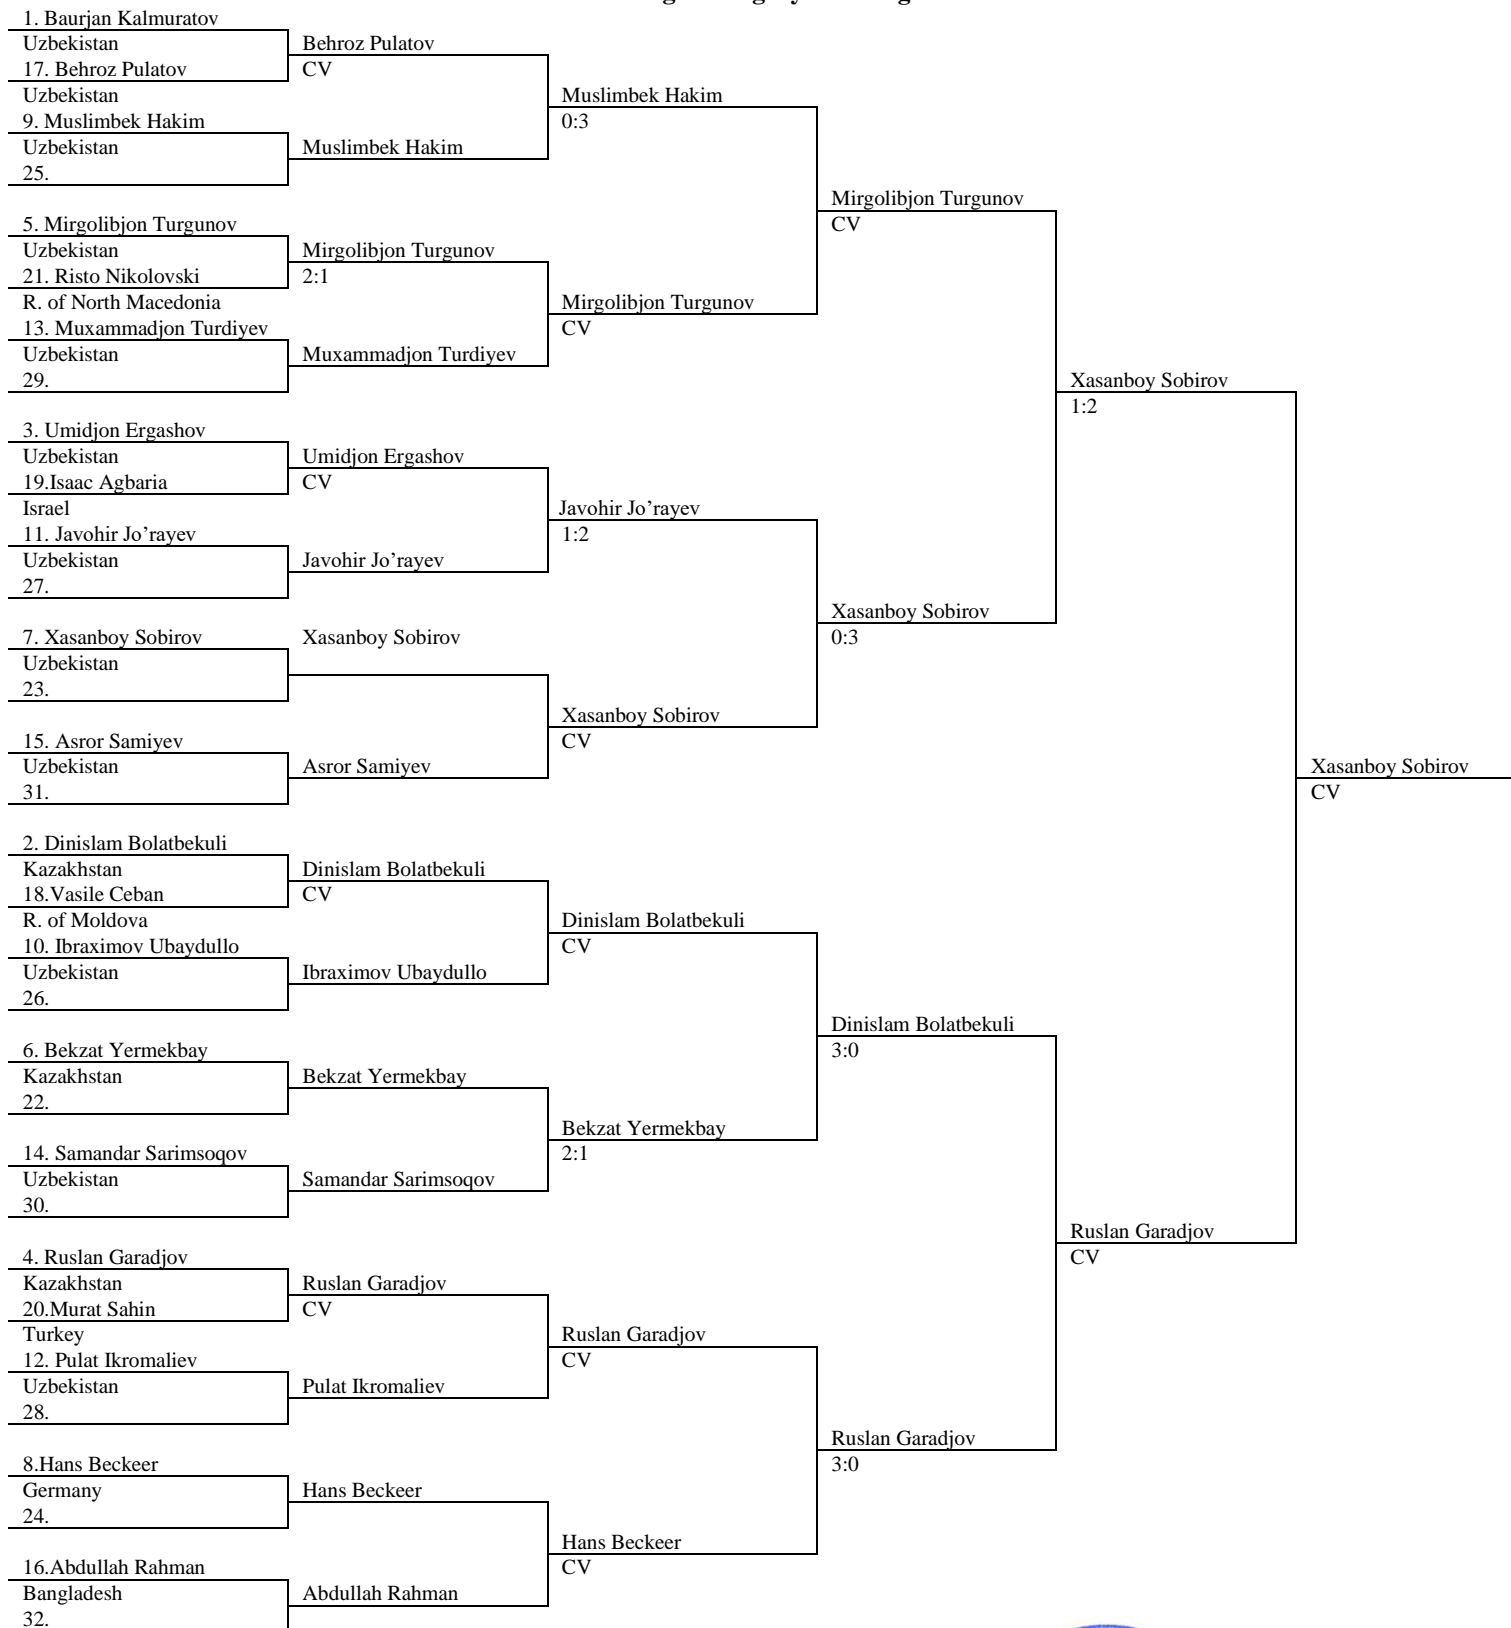 1. Baurjan Kalmuratov
Uzbekistan
17. Behroz Pulatov
Uzbekistan
9. Muslimbek Hakim
Uzbekistan
25.
5. Mirgolibjon Turgunov
Uzbekistan
21. Risto Nikolovski
R. of North Macedonia
13. Muxammadjon Turdiyev
Uzbekistan
29.
3. Umidjon Ergashov
Uzbekistan
19.Isaac Agbaria
Israel
11. Javohir Jo’rayev
Uzbekistan
27.
7. Xasanboy Sobirov
Uzbekistan
23.
15. Asror Samiyev
Uzbekistan
31.
2. Dinislam Bolatbekuli
Kazakhstan
18.Vasile Ceban
R. of Moldova
10. Ibraximov Ubaydullo
Uzbekistan
26.
6. Bekzat Yermekbay
Kazakhstan
22.
14. Samandar Sarimsoqov
Uzbekistan
30.
4. Ruslan Garadjov
Kazakhstan
20.Murat Sahin
Turkey
12. Pulat Ikromaliev
Uzbekistan
28.
8.Hans Beckeer
Germany
24.
16.Abdullah Rahman
Bangladesh
32.
Behroz Pulatov
CV
Muslimbek Hakim
Mirgolibjon Turgunov
2:1
Muxammadjon Turdiyev
Umidjon Ergashov
CV
Javohir Jo’rayev
Xasanboy Sobirov
Asror Samiyev
Dinislam Bolatbekuli
CV
Ibraximov Ubaydullo
Bekzat Yermekbay
Samandar Sarimsoqov
Ruslan Garadjov
CV
Pulat Ikromaliev
Hans Beckeer
Abdullah Rahman
Muslimbek Hakim
0:3
Mirgolibjon Turgunov
CV
Javohir Jo’rayev
1:2
Xasanboy Sobirov
CV
Dinislam Bolatbekuli
CV
Bekzat Yermekbay
2:1
Ruslan Garadjov
CV
Hans Beckeer
CV
Mirgolibjon Turgunov
CV
Xasanboy Sobirov
0:3
Dinislam Bolatbekuli
3:0
Ruslan Garadjov
3:0
Xasanboy Sobirov
1:2
Ruslan Garadjov
CV
Xasanboy Sobirov
CV